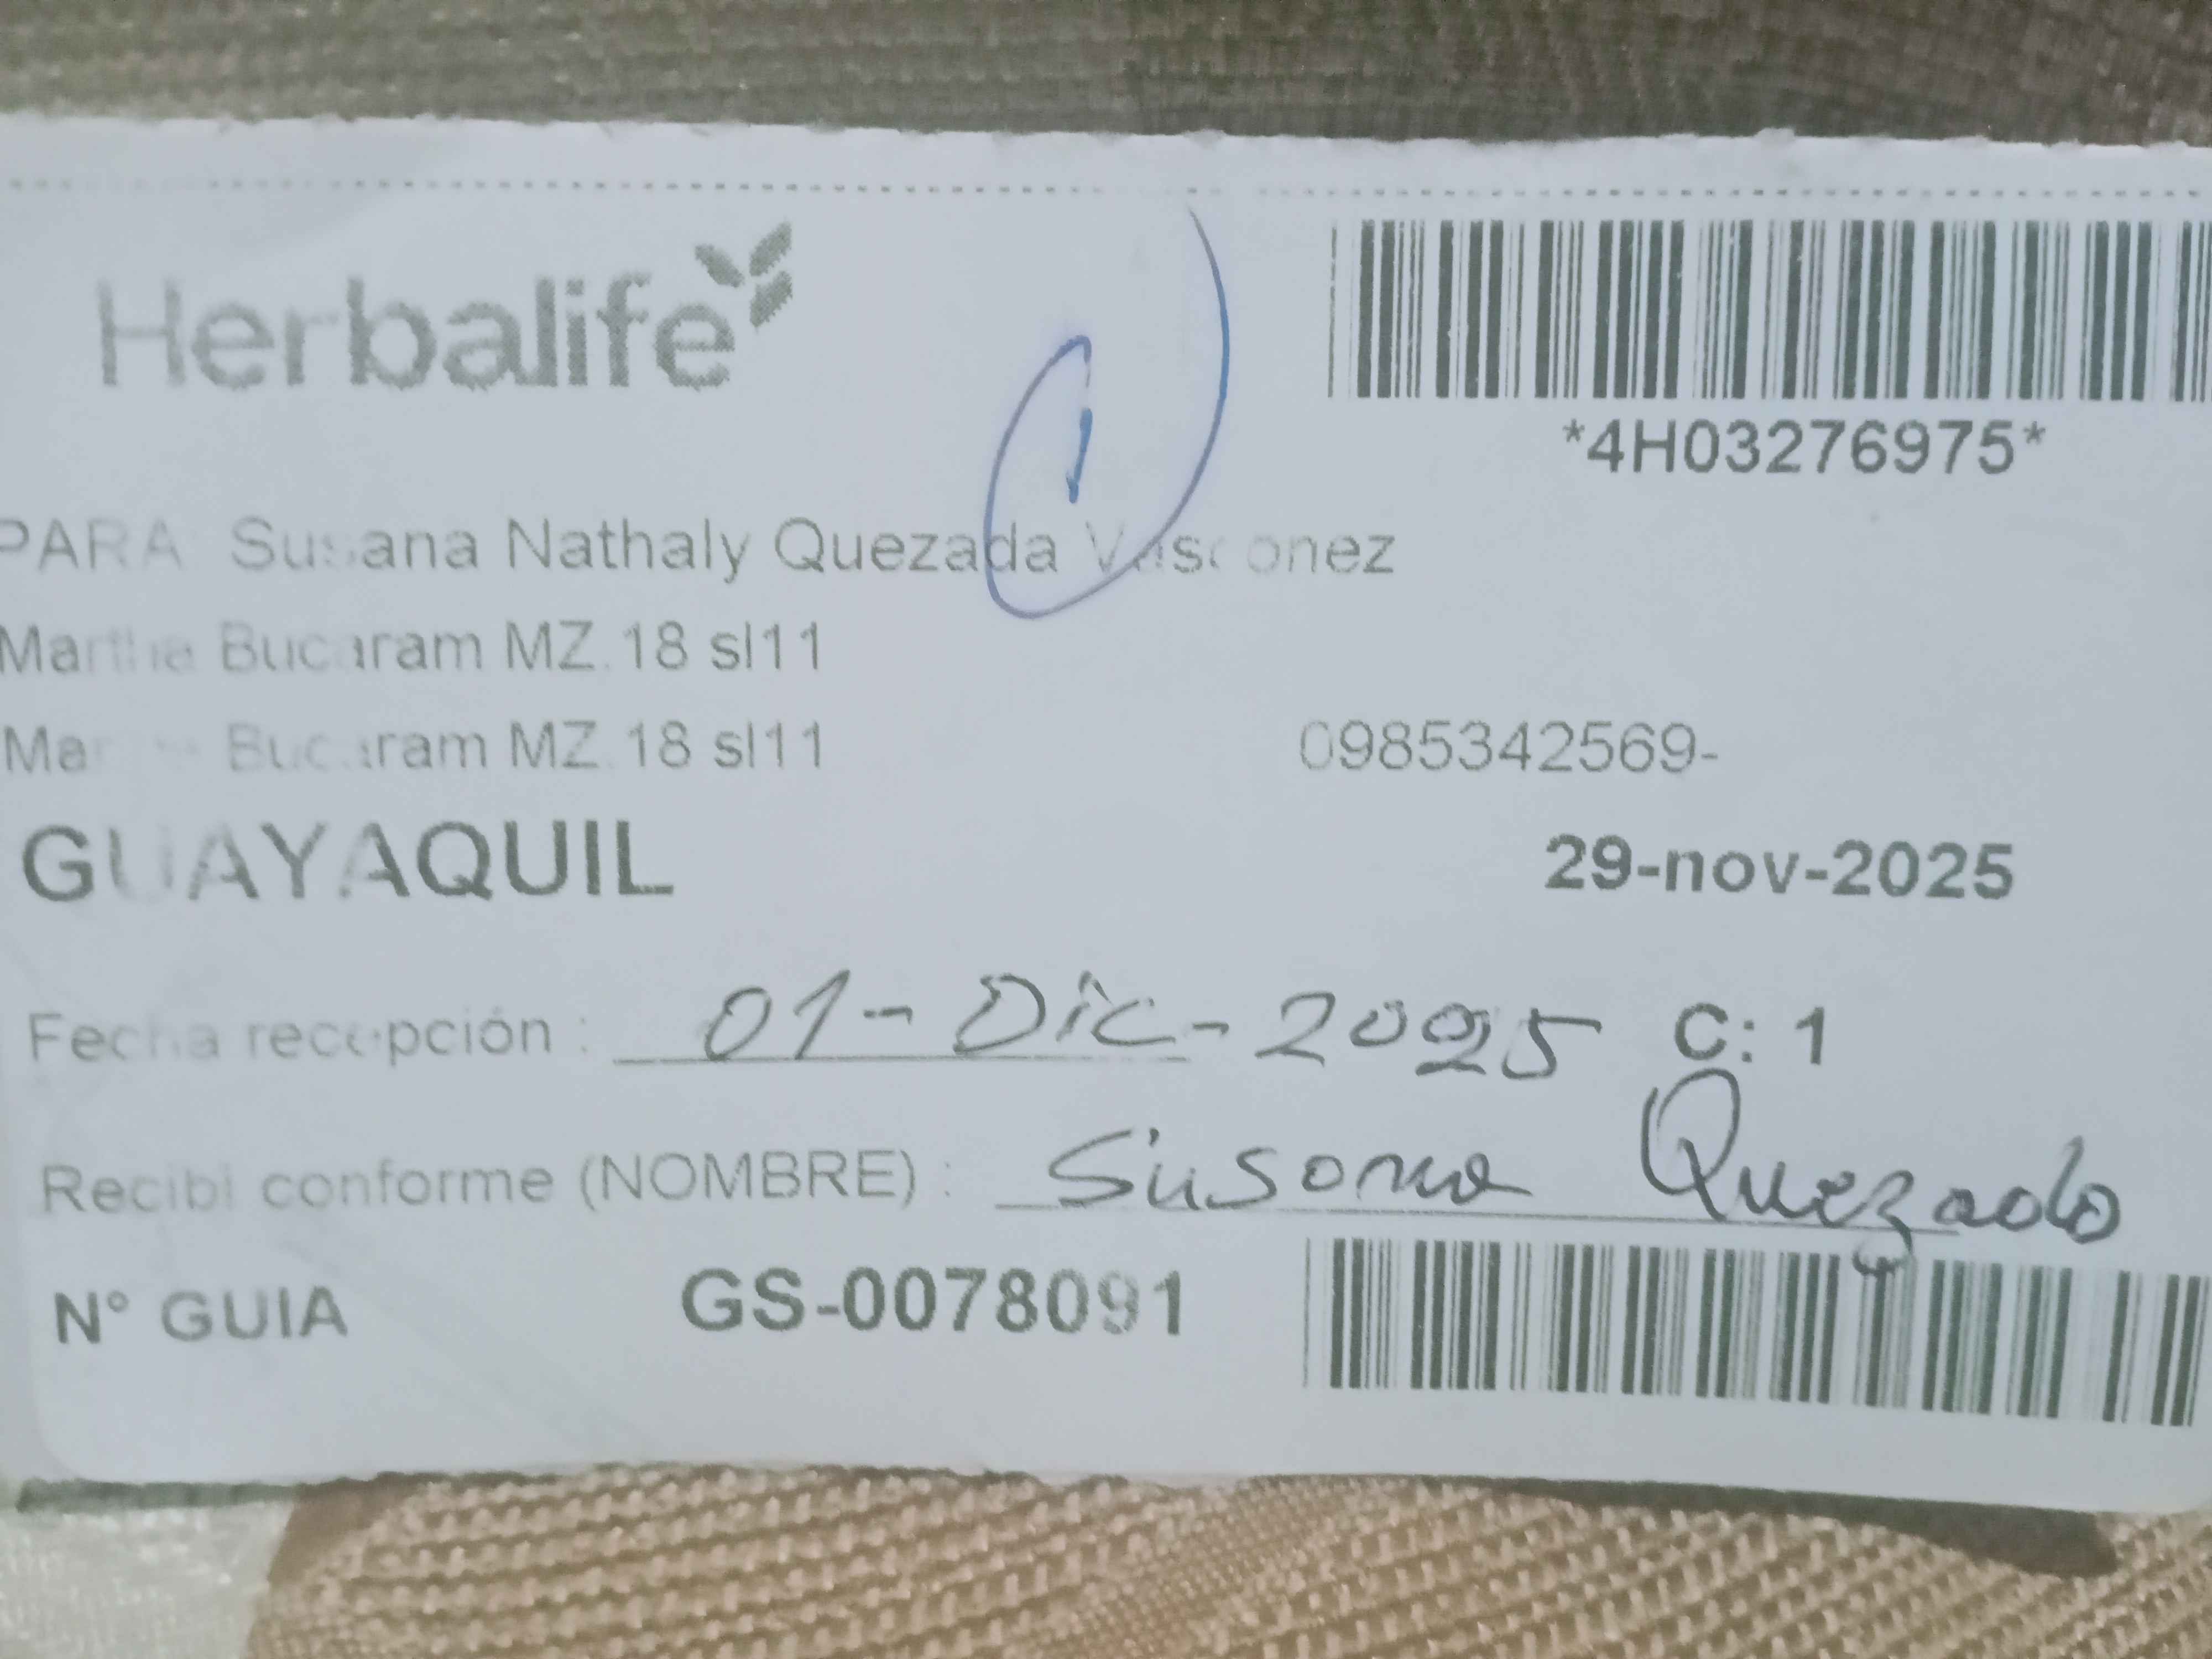 Herbalife
*4H03276975*
PARA Susana Nathaly Quezada Vasconez
Martha Bucaram MZ. 18 sl11
Martha Bucaram MZ. 18 sl11 0985342569-
GUAYAQUIL 29-nov-2025
Fecha recepción : 01-Dic-2025 C: 1
Recibi conforme (NOMBRE) : Susana Quezada
N° GUIA GS-0078091